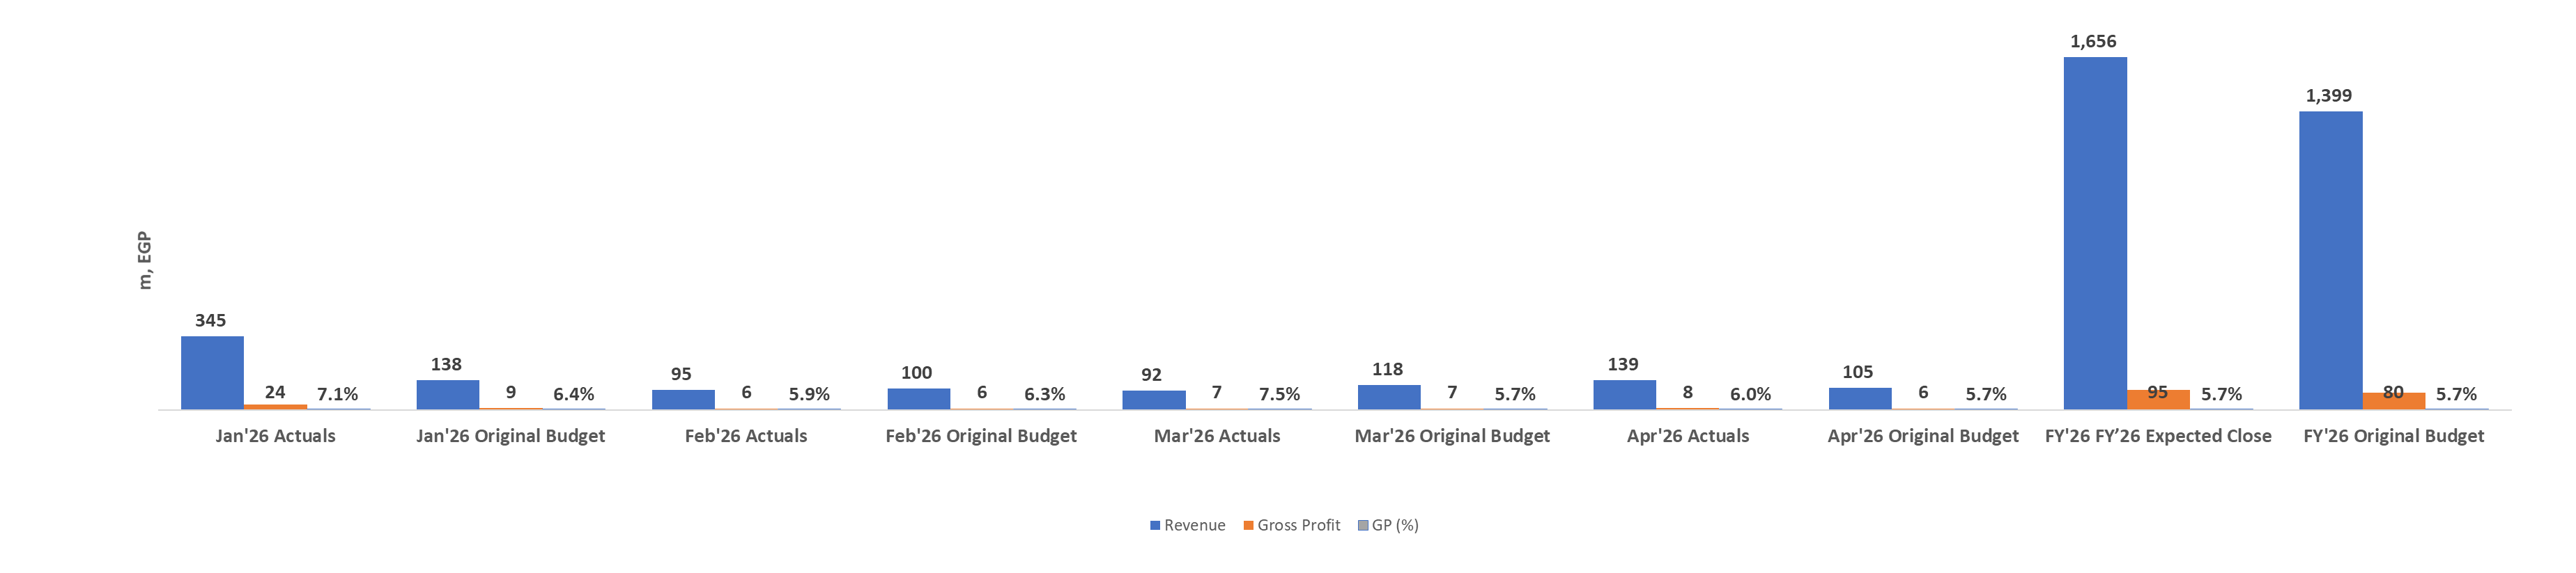 1,656
1,399
m, EGP
345
24
7.1%
138
9
6.4%
95
6
5.9%
100
6
6.3%
92
7
7.5%
118
7
5.7%
139
8
6.0%
105
6
5.7%
95
5.7%
80
5.7%
Jan'26 Actuals
Jan'26 Original Budget
Feb'26 Actuals
Feb'26 Original Budget
Mar'26 Actuals
Mar'26 Original Budget
Apr'26 Actuals
Apr'26 Original Budget
FY'26 FY’26 Expected Close
FY'26 Original Budget
Revenue
Gross Profit
GP (%)